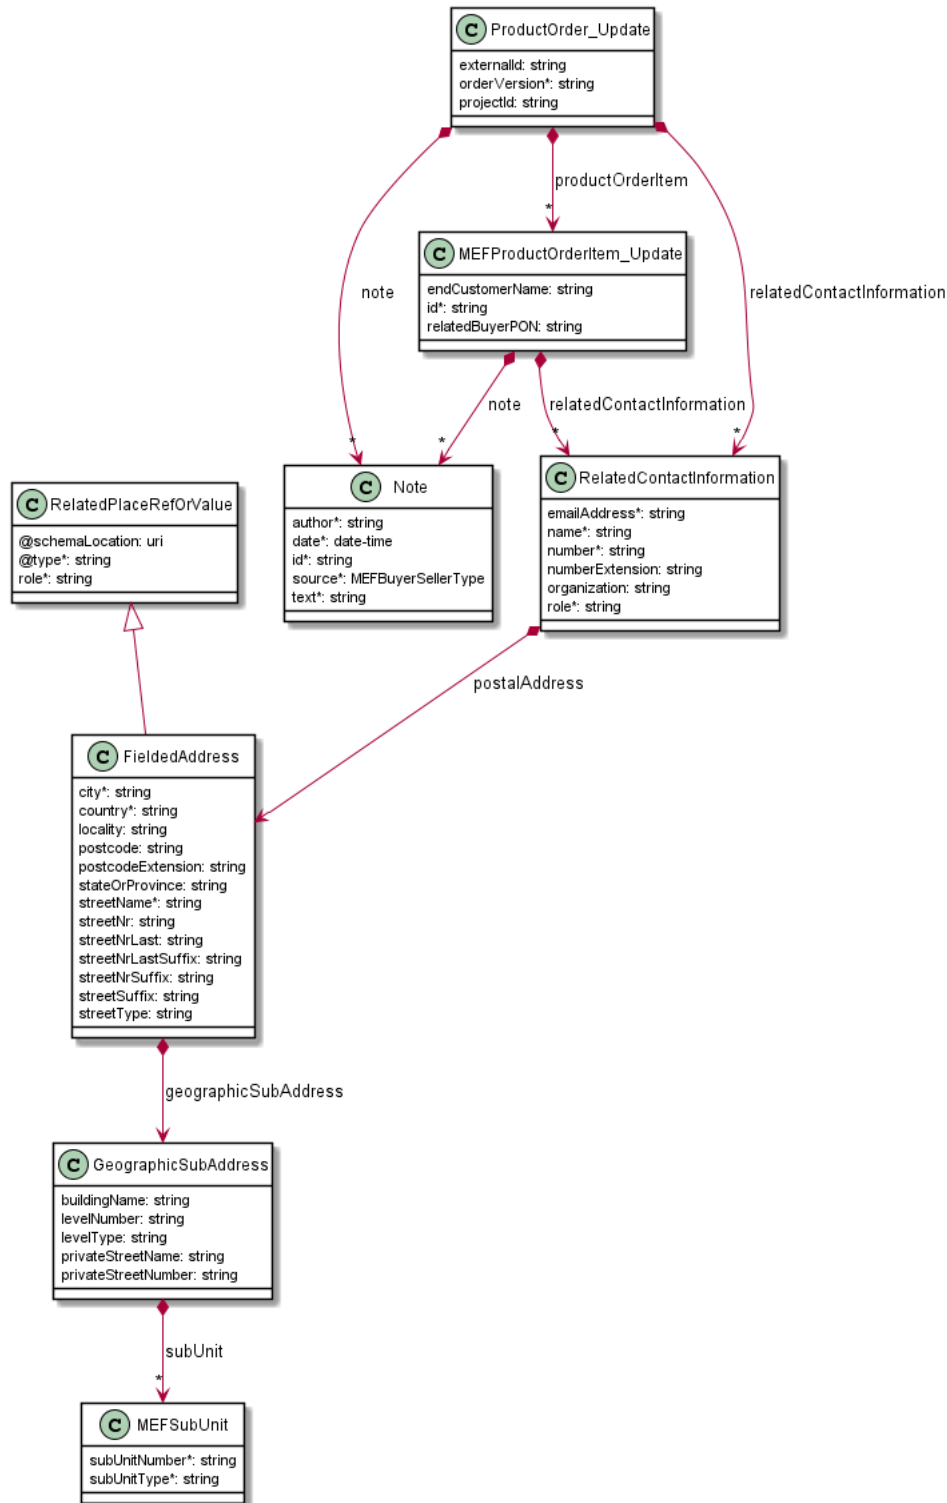 C ProductOrder_Update
externalId: string
orderVersion*: string
projectId: string
productOrderItem
*
C MEFProductOrderItem_Update
endCustomerName: string
id*: string
relatedBuyerPON: string
note
relatedContactInformation
note
relatedContactInformation
*
*
*
*
C RelatedPlaceRefOrValue
@schemaLocation: uri
@type*: string
role*: string
C Note
author*: string
date*: date-time
id*: string
source*: MEFBuyerSellerType
text*: string
C RelatedContactInformation
emailAddress*: string
name*: string
number*: string
numberExtension: string
organization: string
role*: string
postalAddress
C FieldedAddress
city*: string
country*: string
locality: string
postcode: string
postcodeExtension: string
stateOrProvince: string
streetName*: string
streetNr: string
streetNrLast: string
streetNrLastSuffix: string
streetNrSuffix: string
streetSuffix: string
streetType: string
geographicSubAddress
C GeographicSubAddress
buildingName: string
levelNumber: string
levelType: string
privateStreetName: string
privateStreetNumber: string
subUnit
*
C MEFSubUnit
subUnitNumber*: string
subUnitType*: string